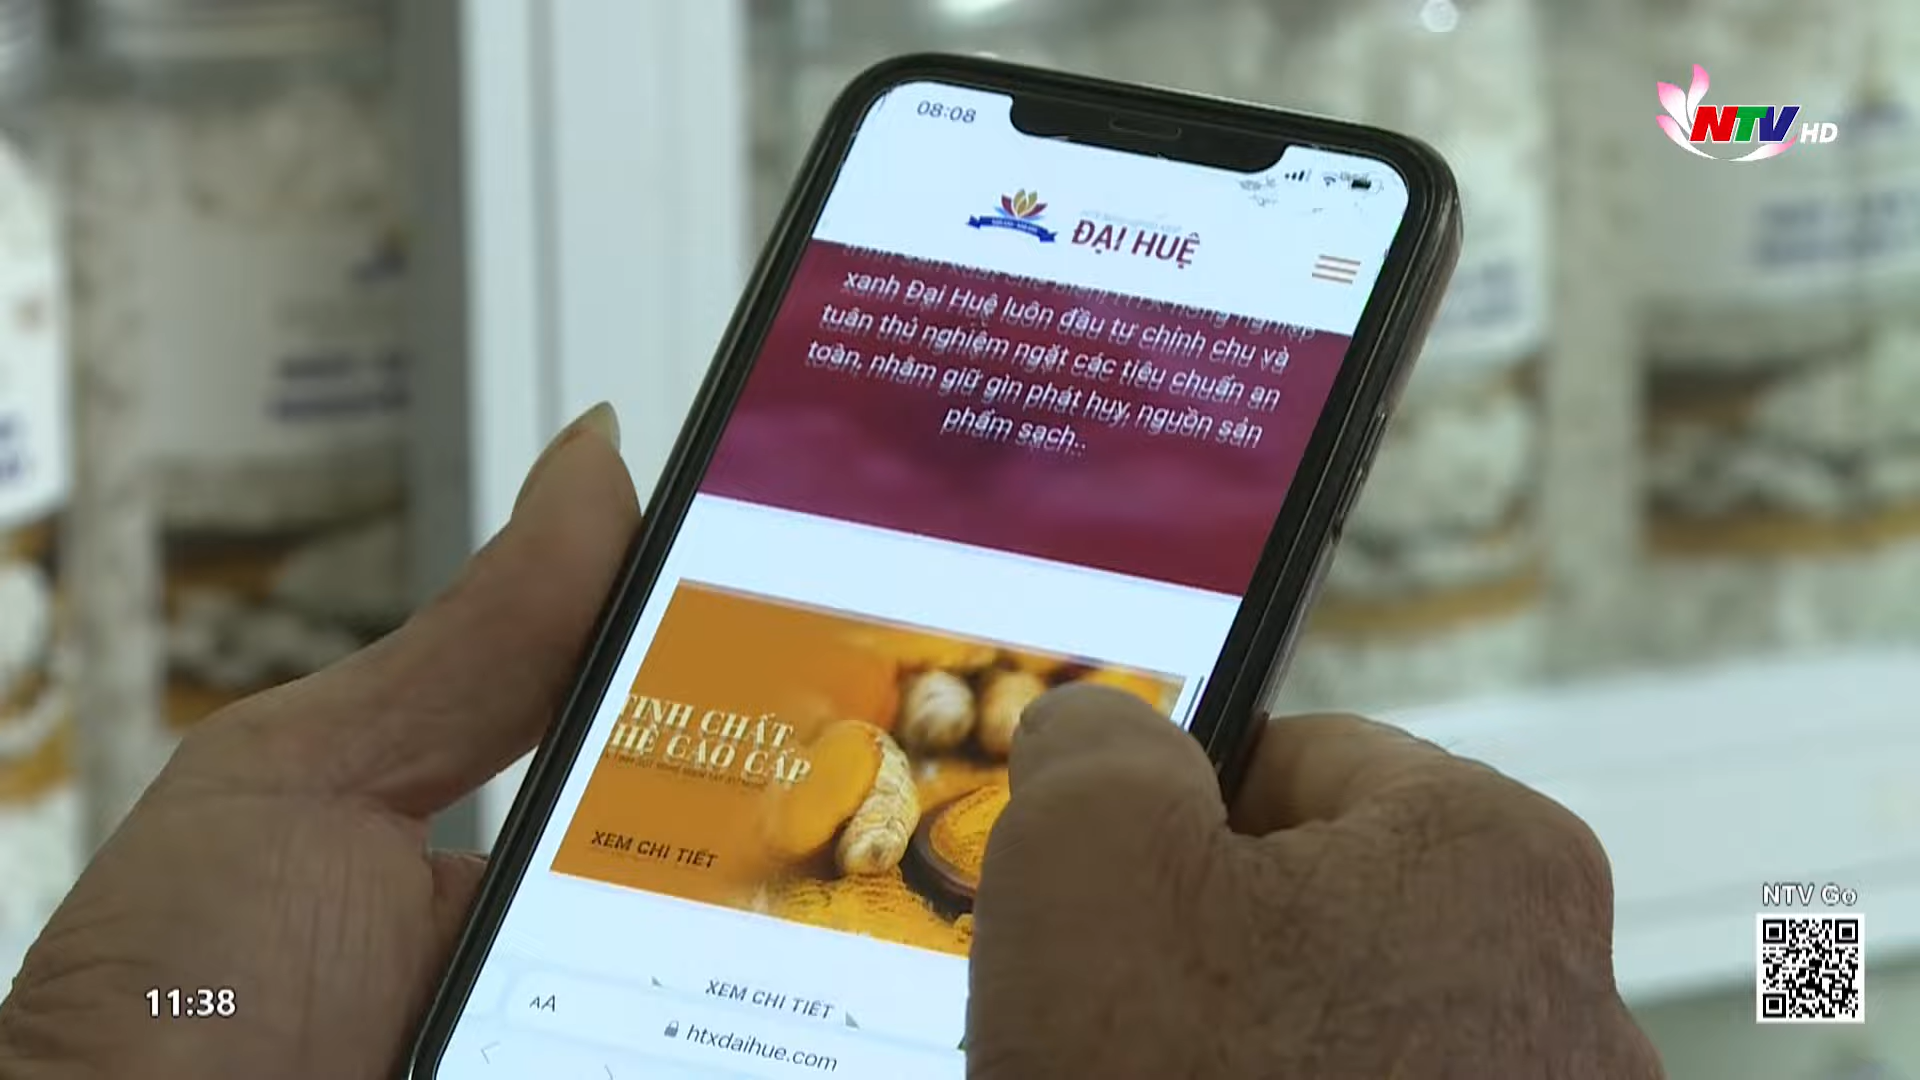 NTV HD
08:08
ĐẠI HUỆ
xanh Đại Huệ luôn đầu tư chỉnh chu và
tuân thủ nghiêm ngặt các tiêu chuẩn an
toàn, nhằm giữ gìn phát huy, nguồn sản
phẩm sạch..
TINH CHẤT
HỆ CAO CẤP
XEM CHI TIẾT
XEM CHI TIẾT
AA
htxdaihue.com
NTV Go
11:38